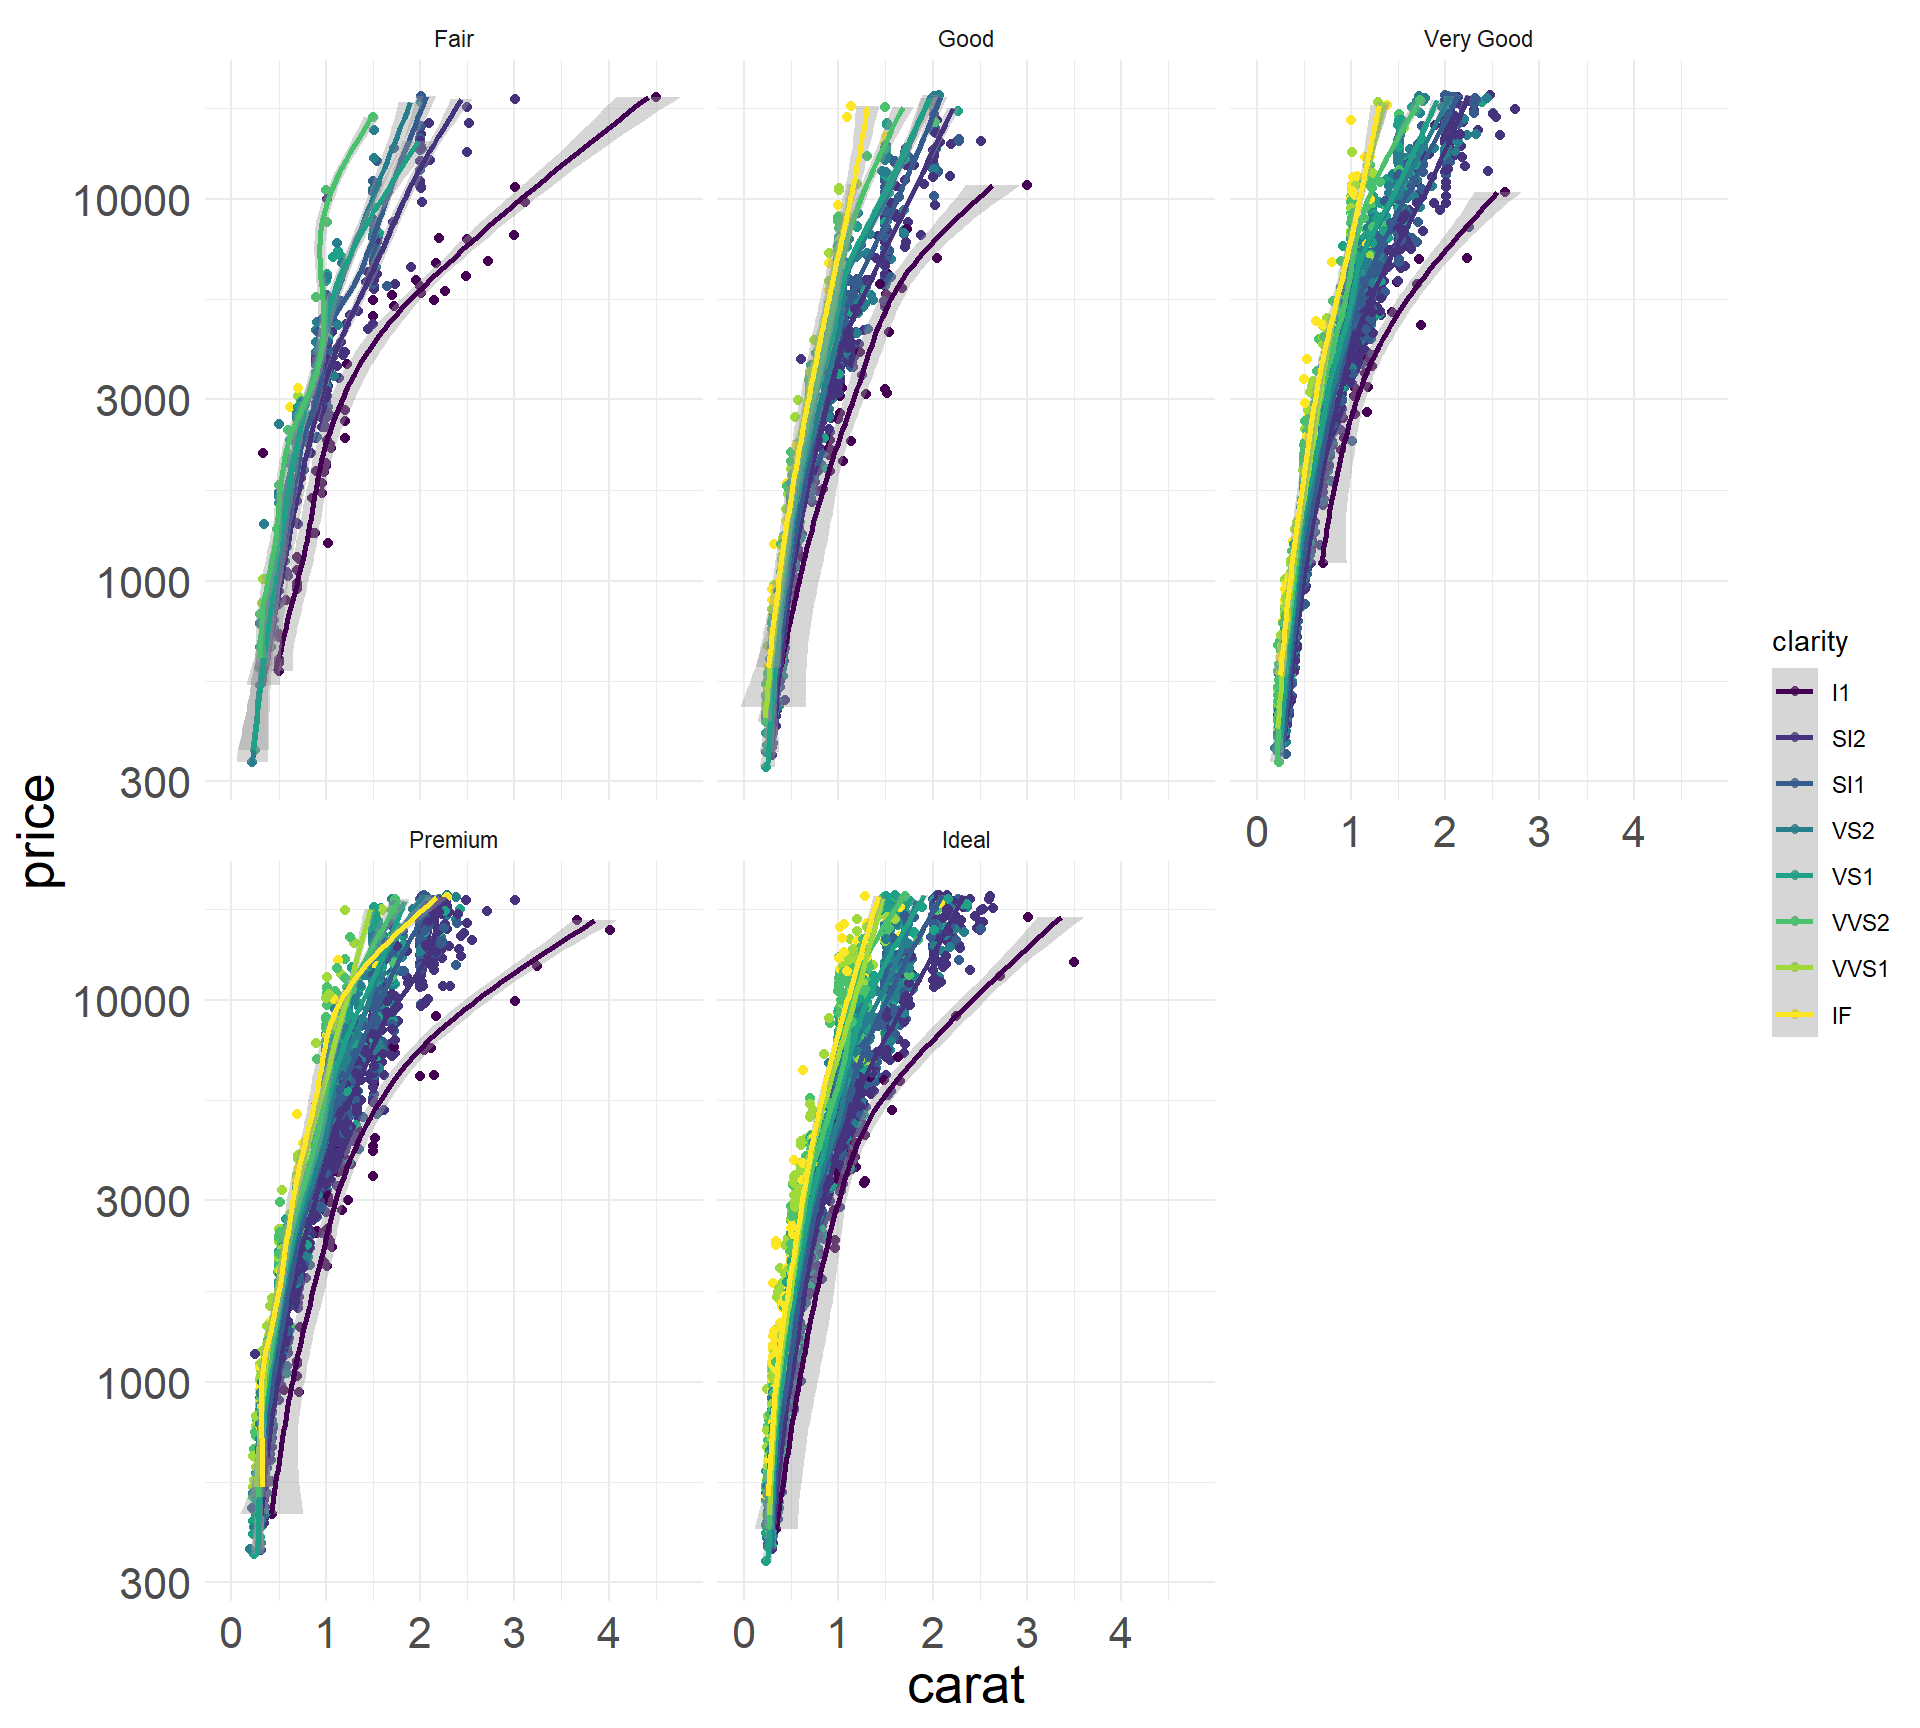 Fair
Good
Very Good
10000
3000
1000
300
0 1 2 3 4
Premium
Ideal
10000
3000
1000
300
0 1 2 3 4
0 1 2 3 4
carat
price
clarity
I1
SI2
SI1
VS2
VS1
VVS2
VVS1
IF